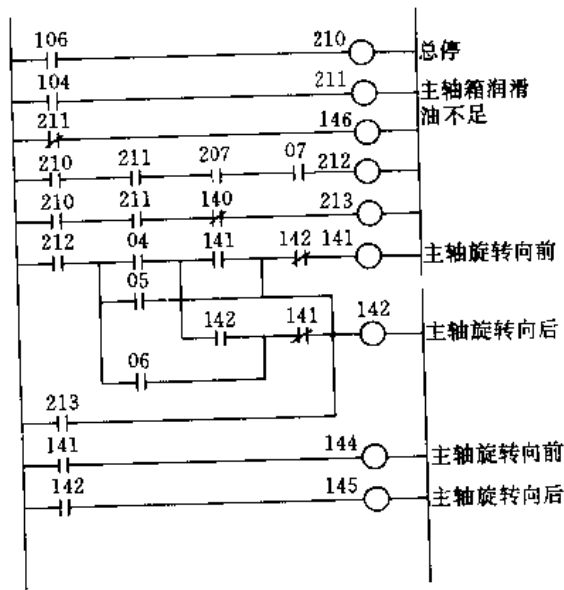 106 210 总停
104 211 主轴箱润滑
油不足
211 146
210 211 207 07 212
210 211 140 213
212 04 141 142 141 主轴旋转向前
05
142 141 142 主轴旋转向后
06
213
141 144 主轴旋转向前
142 145 主轴旋转向后